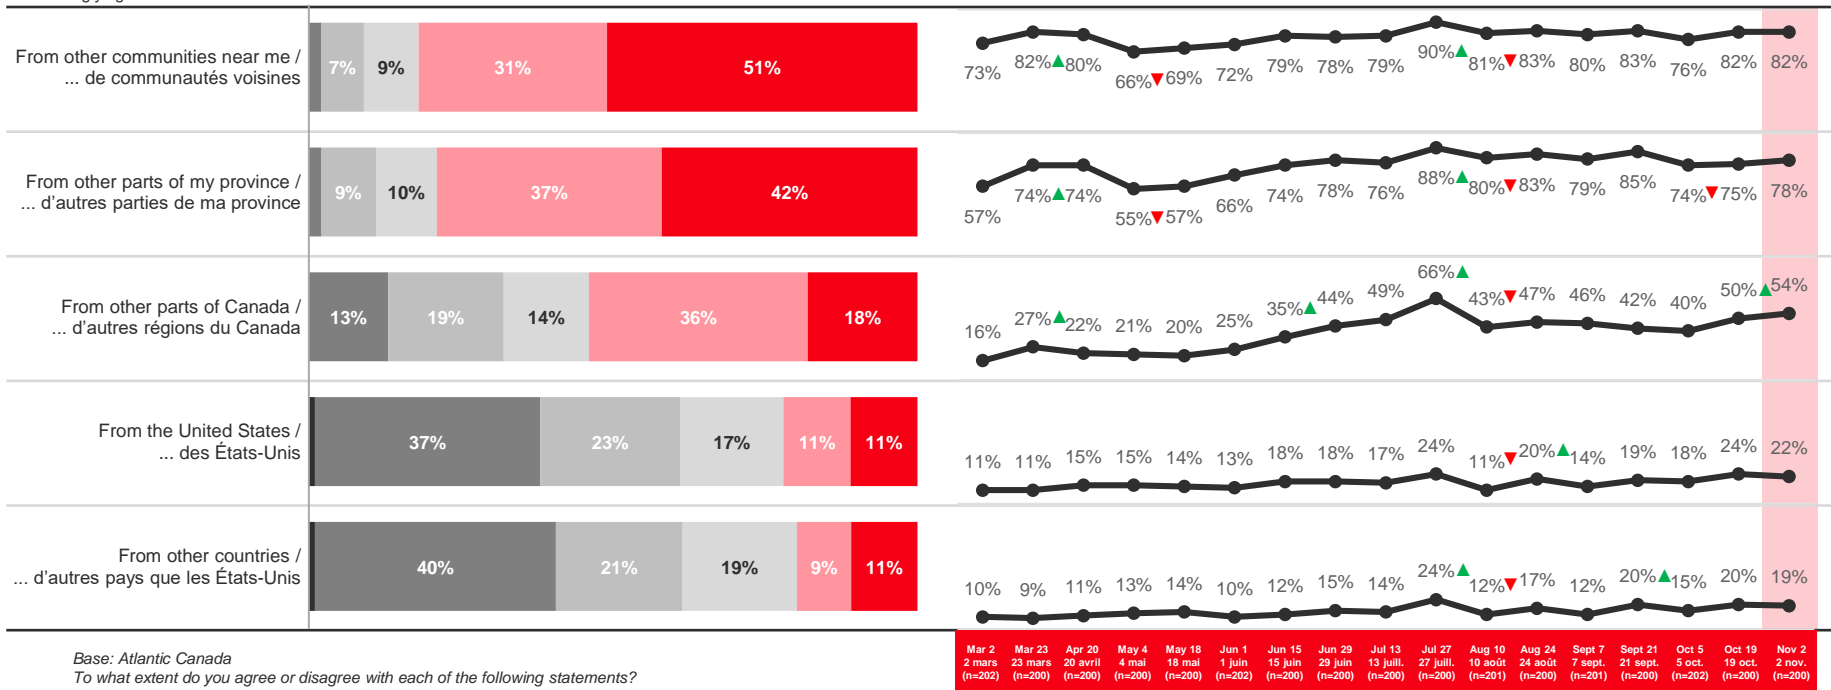 From other communities near me /
... de communautés voisines
7% 9% 31% 51%
73% 82% 80% 66% 69% 72% 79% 78% 79% 90% 81% 83% 80% 83% 76% 82% 82%
From other parts of my province /
... d'autres parties de ma province
9% 10% 37% 42%
57% 74% 74% 55% 57% 66% 74% 78% 76% 88% 80% 83% 79% 85% 74% 75% 78%
From other parts of Canada /
... d'autres régions du Canada
13% 19% 14% 36% 18%
16% 27% 22% 21% 20% 25% 35% 44% 49% 66% 43% 47% 46% 42% 40% 50% 54%
From the United States /
... des États-Unis
37% 23% 17% 11% 11%
11% 11% 15% 15% 14% 13% 18% 18% 17% 24% 11% 20% 14% 19% 18% 24% 22%
From other countries /
... d'autres pays que les États-Unis
40% 21% 19% 9% 11%
10% 9% 11% 13% 14% 10% 12% 15% 14% 24% 12% 17% 12% 20% 15% 20% 19%
Mar 2 Mar 23 Apr 20 May 4 May 18 Jun 1 Jun 15 Jun 29 Jul 13 Jul 27 Aug 10 Aug 24 Sept 7 Sept 21 Oct 5 Oct 19 Nov 2
2 mars 23 mars 20 avril 4 mai 18 mai 1 juin 15 juin 29 juin 13 juill. 27 juill. 10 août 24 août 7 sept. 21 sept. 5 oct. 19 oct. 2 nov.
(n=202) (n=200) (n=200) (n=200) (n=200) (n=202) (n=200) (n=200) (n=200) (n=200) (n=201) (n=200) (n=201) (n=200) (n=202) (n=200) (n=200)
Base: Atlantic Canada
To what extent do you agree or disagree with each of the following statements?